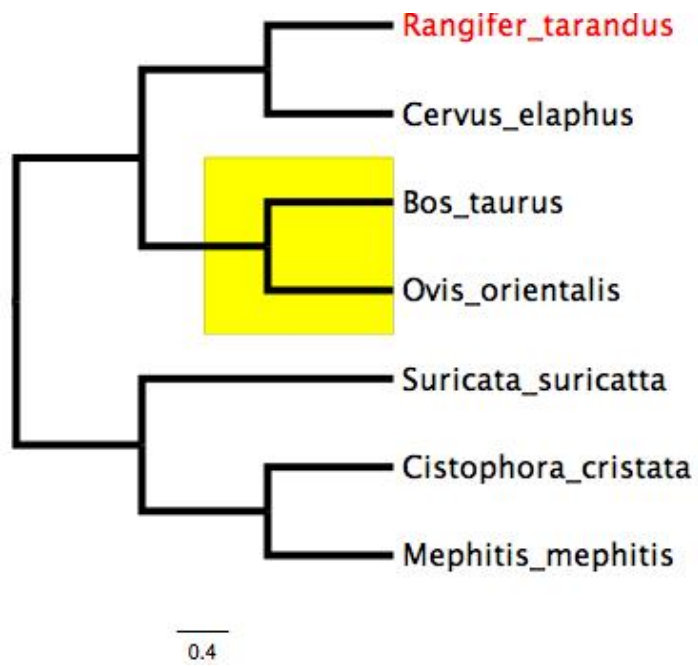 Rangifer_tarandus
Cervus_elaphus
Bos_taurus
Ovis_orientalis
Suricata_suricatta
Cistophora_cristata
Mephitis_mephitis
0.4